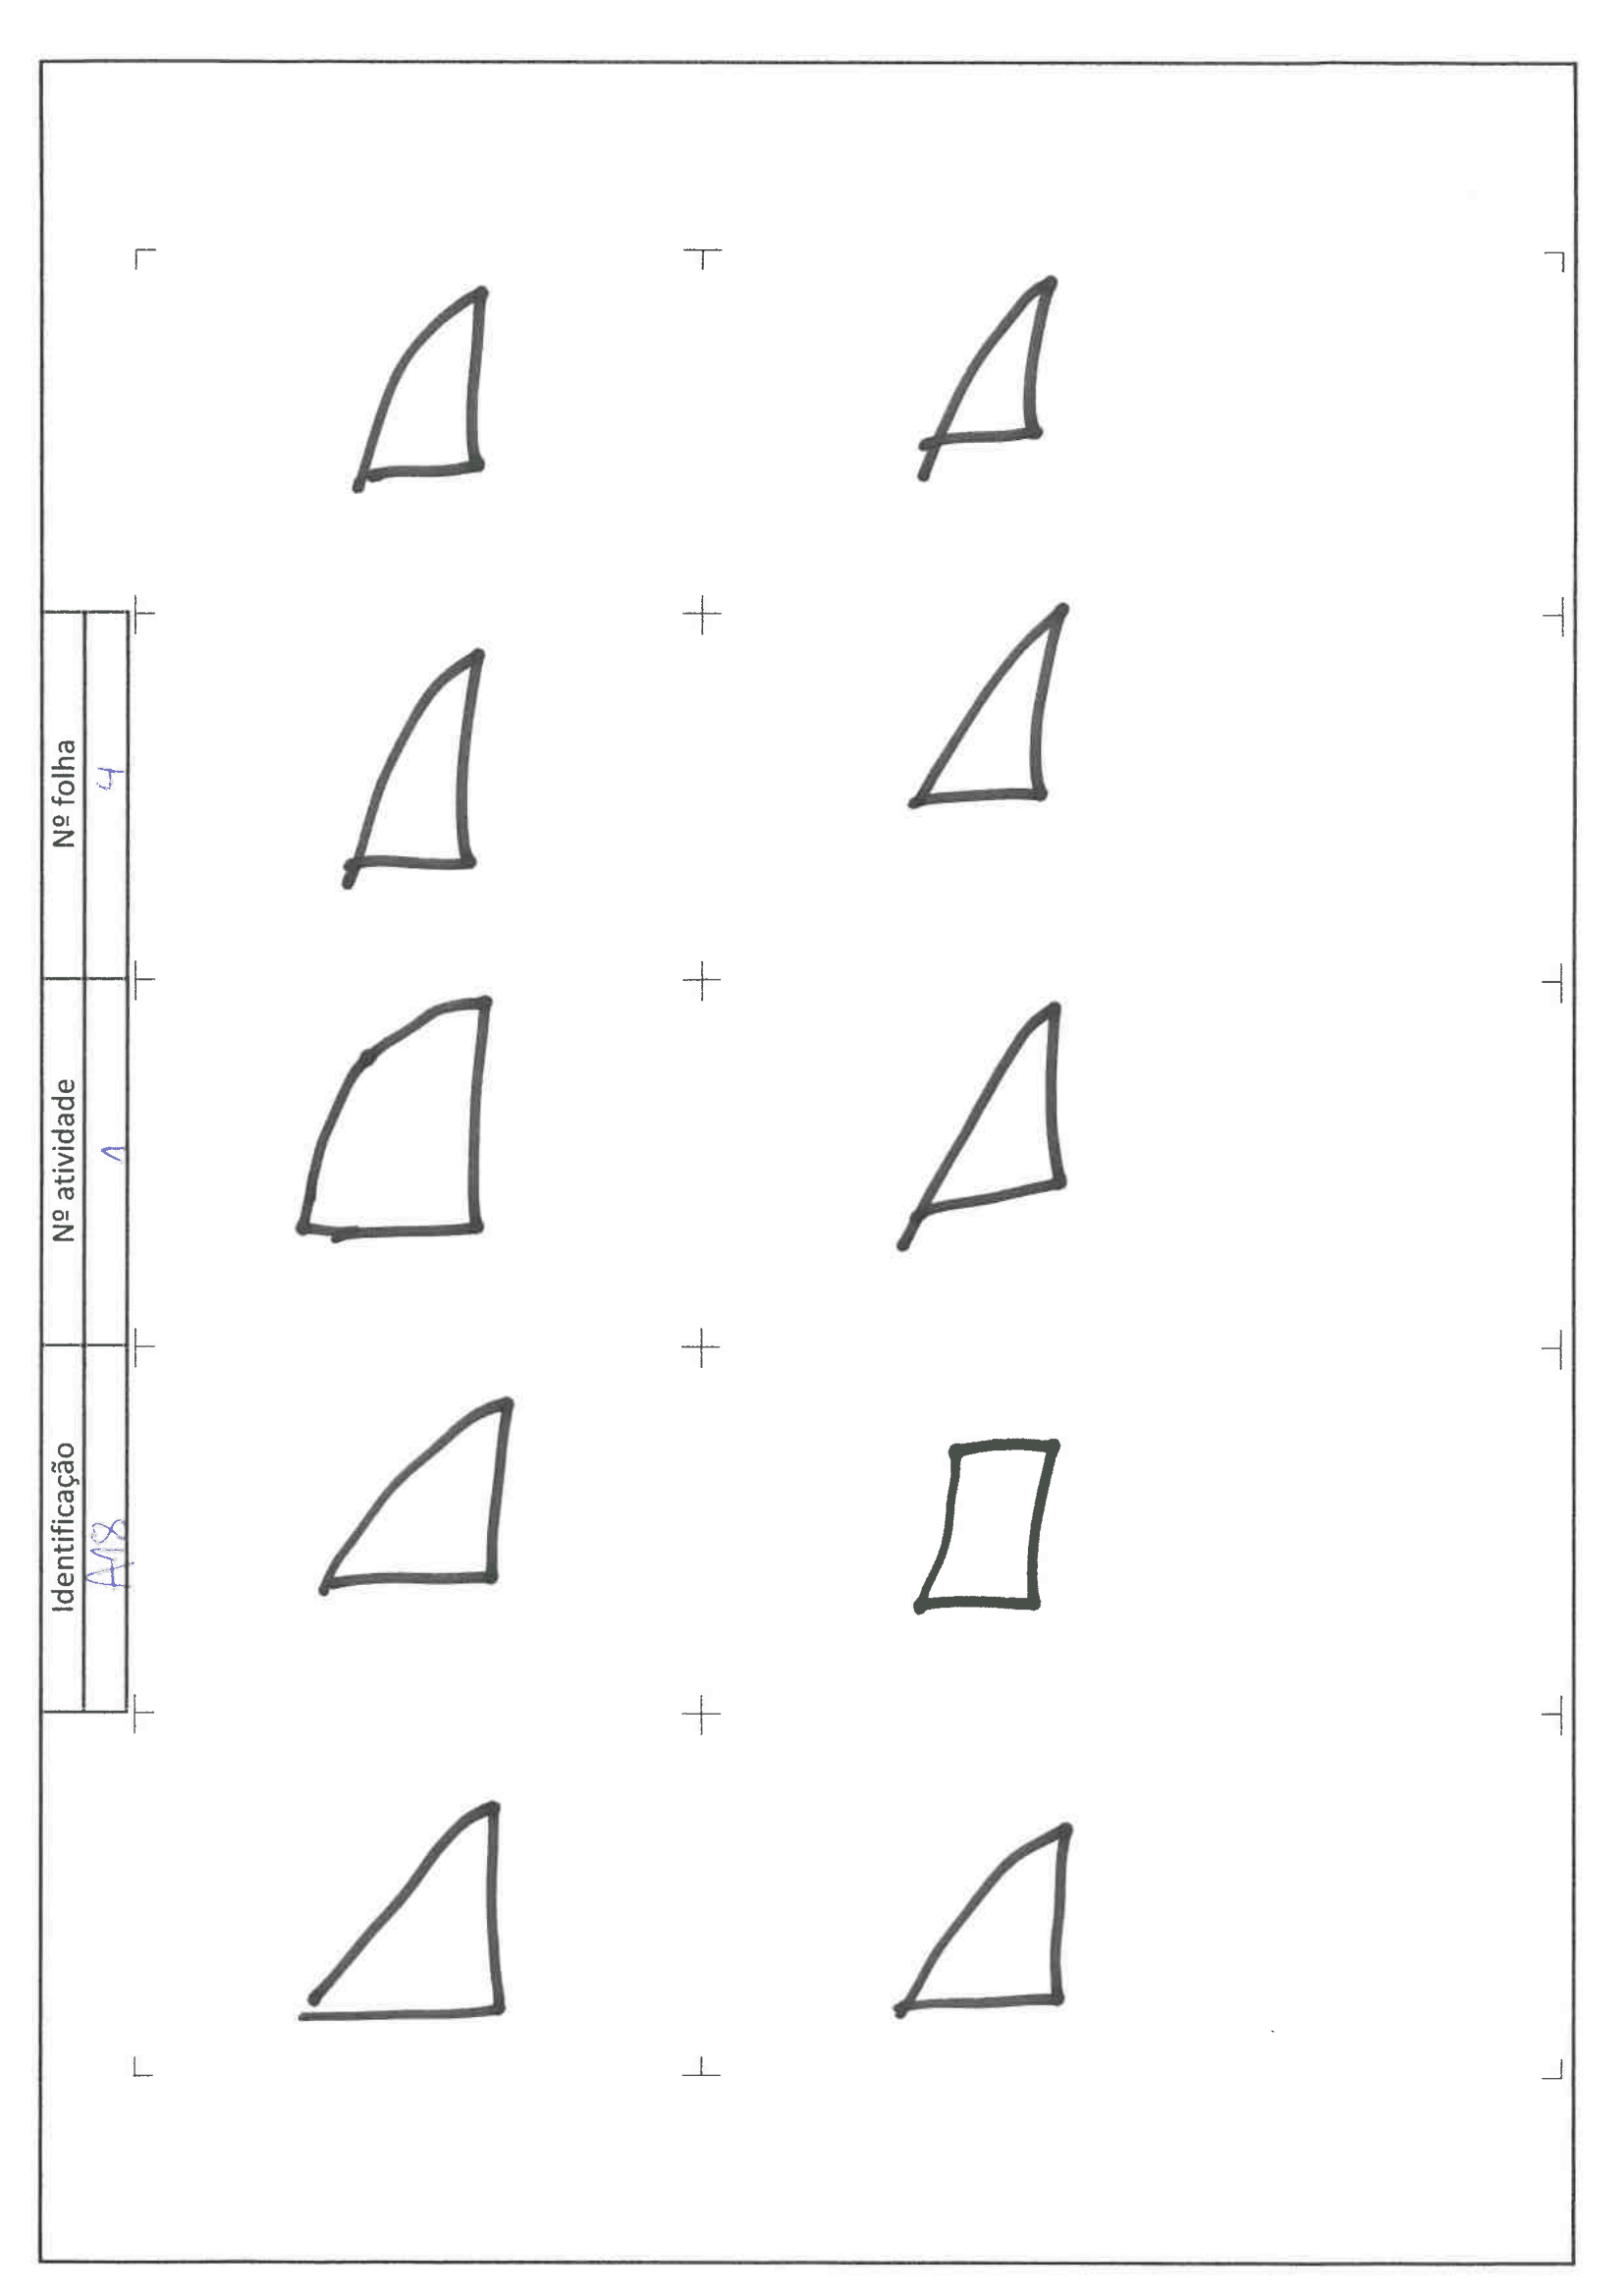 Identificação
Nº atividade
Nº folha
A18
1
4